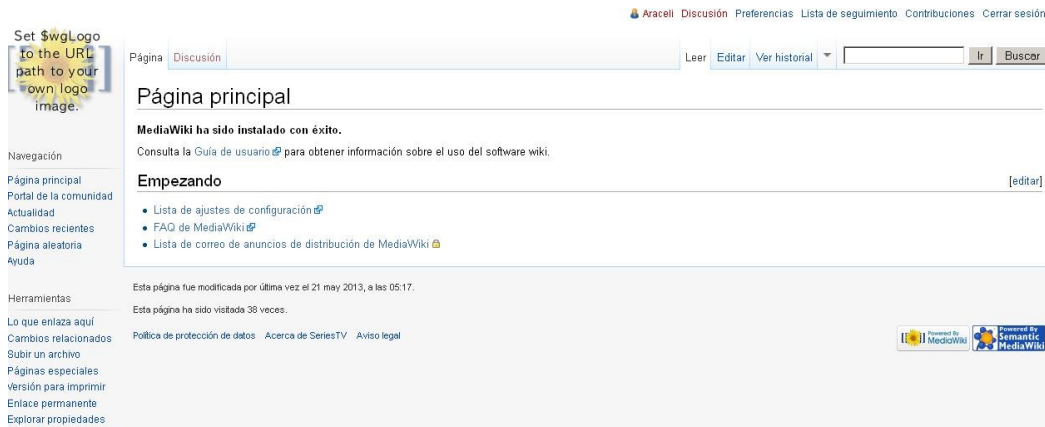 Araceli Discusión Preferencias Lista de seguimiento Contribuciones Cerrar sesión
Set $wgLogo
to the URL
path to your
own logo
image.
Página Discusión Leer Editar Ver historial Ir Buscar
Página principal
MediaWiki ha sido instalado con éxito.
Consulta la Guía de usuario para obtener información sobre el uso del software wiki.
Empezando [editar]
Lista de ajustes de configuración
FAQ de MediaWiki
Lista de correo de anuncios de distribución de MediaWiki
Navegación
Página principal
Portal de la comunidad
Actualidad
Cambios recientes
Página aleatoria
Ayuda
Herramientas
Lo que enlaza aquí
Cambios relacionados
Subir un archivo
Páginas especiales
Versión para imprimir
Enlace permanente
Explorar propiedades
Esta página fue modificada por última vez el 21 may 2013, a las 05:17.
Esta página ha sido visitada 38 veces.
Política de protección de datos Acerca de SeriesTV Aviso legal
Powered By
MediaWiki
Powered By
Semantic
MediaWiki